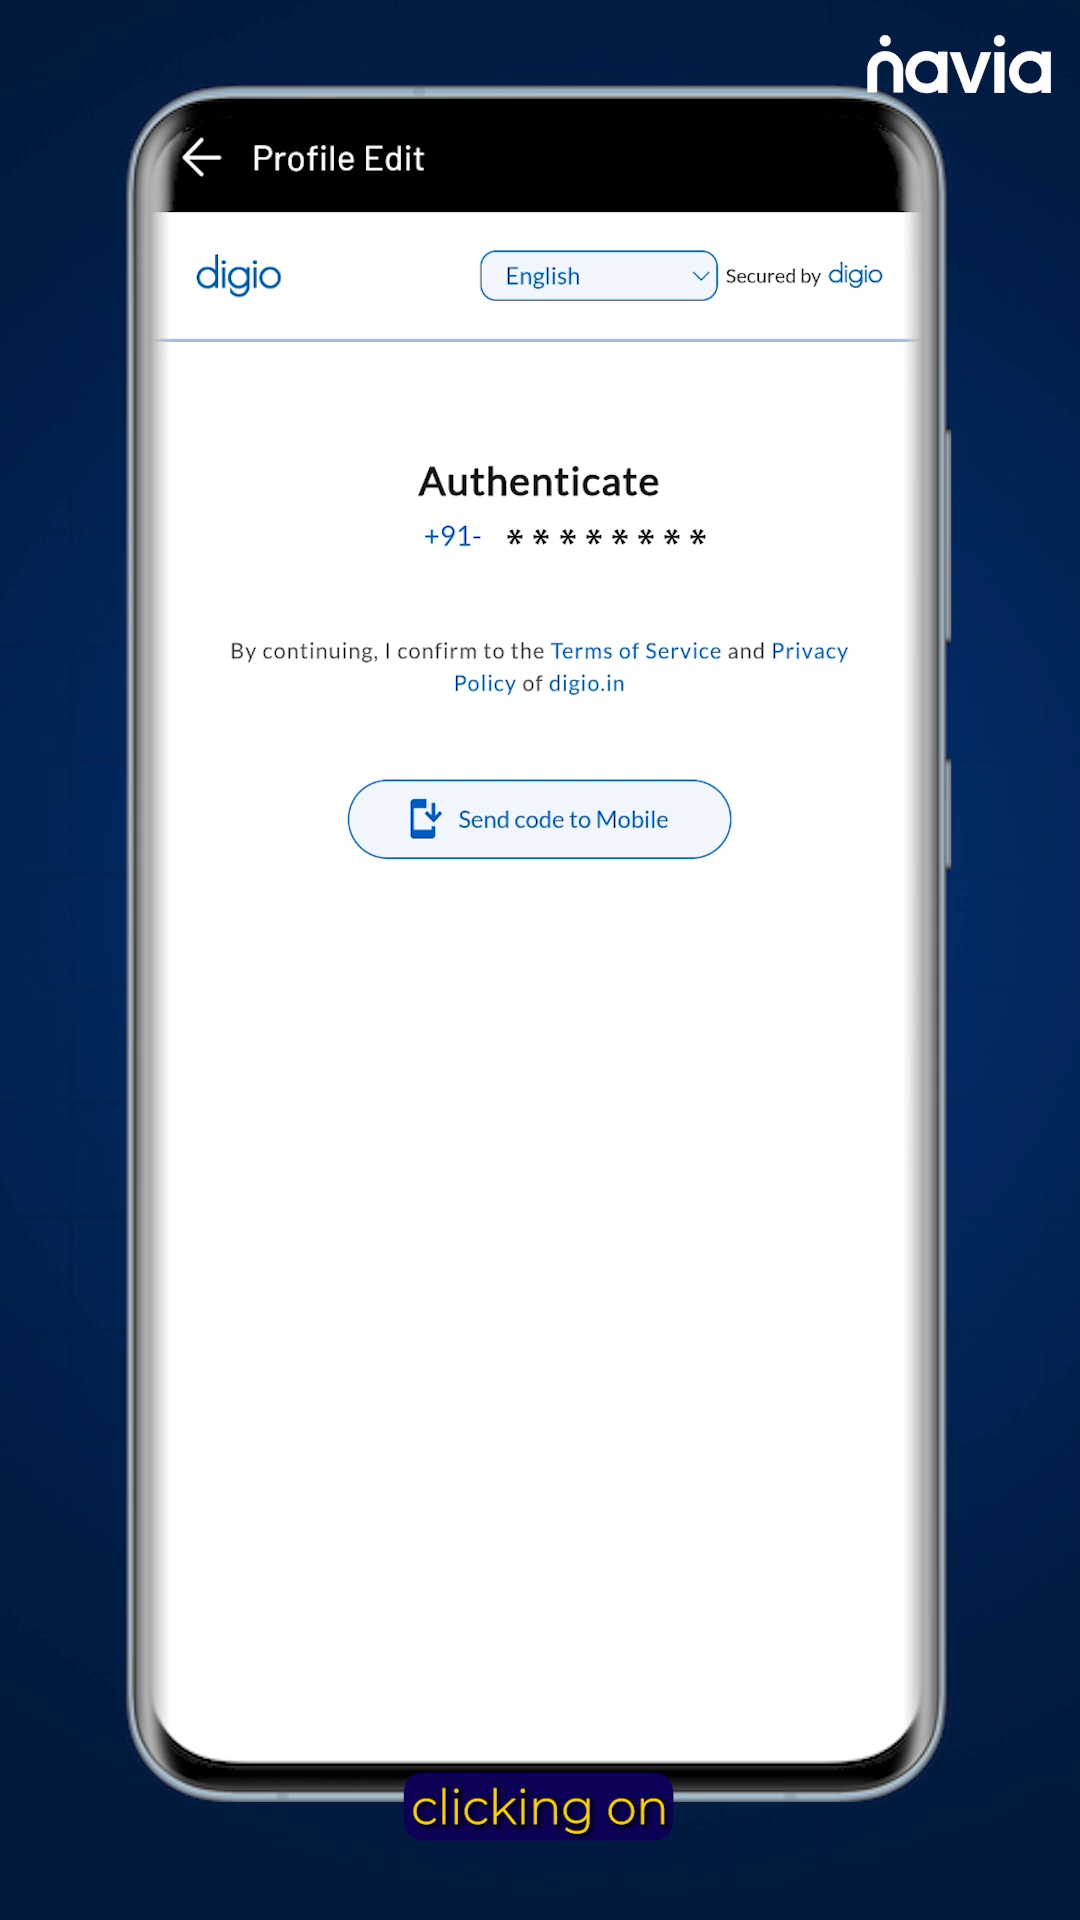 navia
Profile Edit
digio
English
Secured by digio
Authenticate
+91- * * * * * * * *
By continuing, I confirm to the Terms of Service and Privacy
Policy of digio.in
Send code to Mobile
clicking on